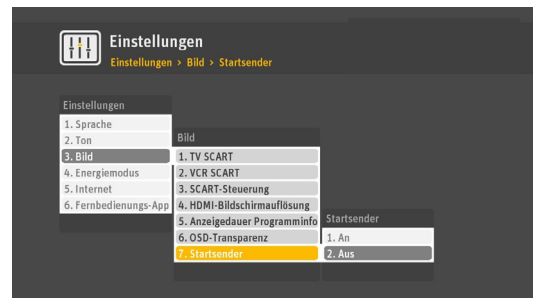 Einstellungen
Einstellungen > Bild > Startsender
Einstellungen
1. Sprache
2. Ton
3. Bild
4. Energiemodus
5. Internet
6. Fernbedienungs-App
Bild
1. TV SCART
2. VCR SCART
3. SCART-Steuerung
4. HDMI-Bildschirmauflösung
5. Anzeigedauer Programminfo
6. OSD-Transparenz
7. Startsender
Startsender
1. An
2. Aus